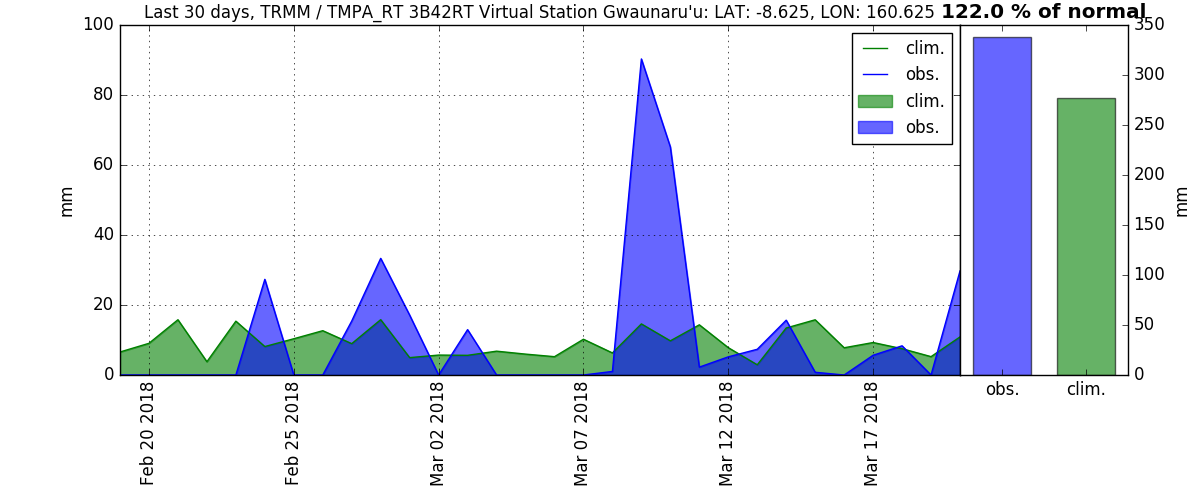 Last 30 days, TRMM / TMPA_RT 3B42RT Virtual Station Gwaunaru'u: LAT: -8.625, LON: 160.625 122.0 % of normal
100
80
60
40
20
0
mm
clim.
obs.
clim.
obs.
350
300
250
200
150
100
50
0
mm
Feb 20 2018
Feb 25 2018
Mar 02 2018
Mar 07 2018
Mar 12 2018
Mar 17 2018
obs.
clim.